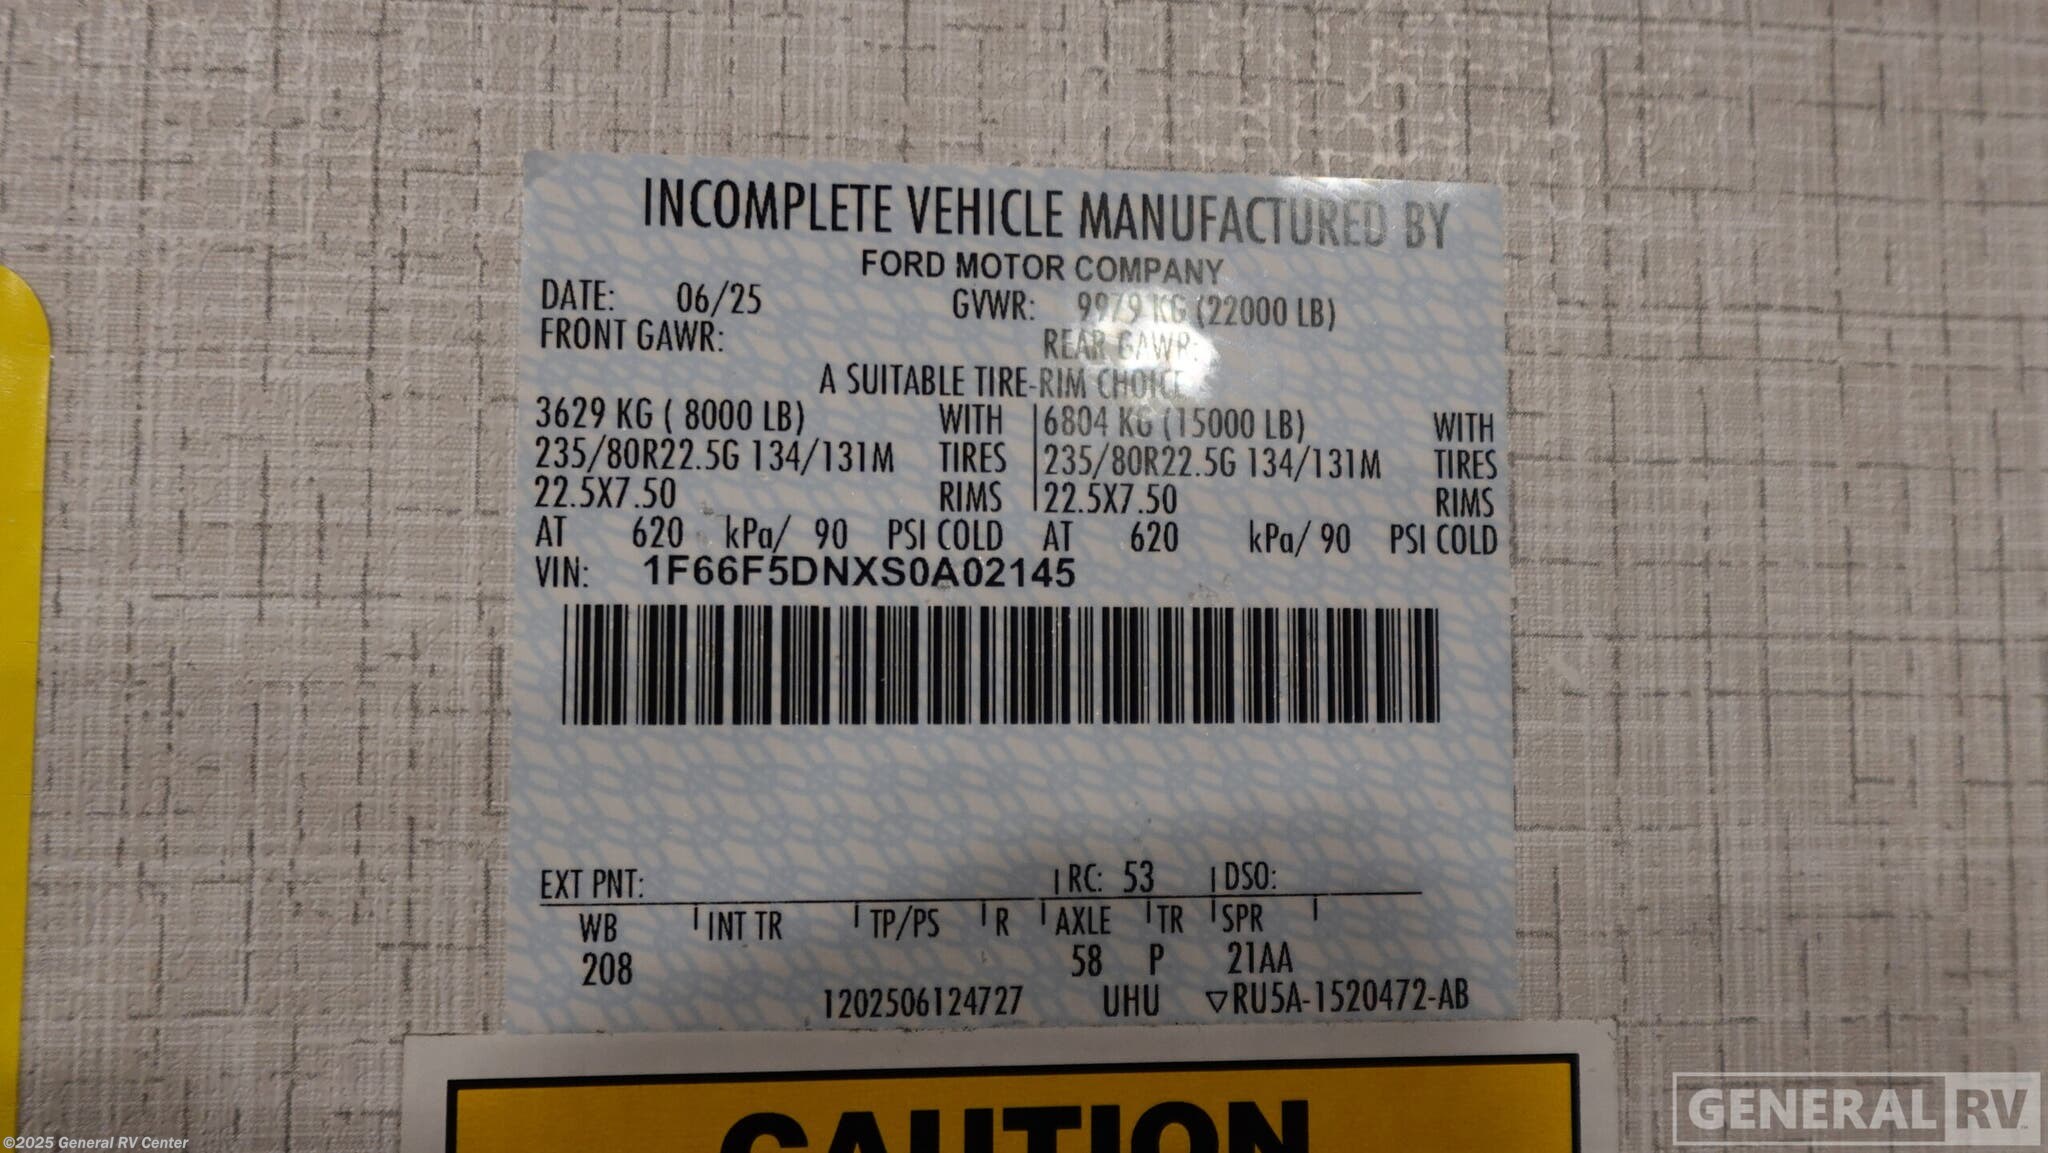 INCOMPLETE VEHICLE MANUFACTURED BY
FORD MOTOR COMPANY
DATE: 06/25 GVWR: 9979 KG (22000 LB)
FRONT GAWR: REAR GAWR:
A SUITABLE TIRE-RIM CHOICE
3629 KG ( 8000 LB) WITH 6804 KG (15000 LB) WITH
235/80R22.5G 134/131M TIRES 235/80R22.5G 134/131M TIRES
22.5X7.50 RIMS 22.5X7.50 RIMS
AT 620 kPa/ 90 PSI COLD AT 620 kPa/ 90 PSI COLD
VIN: 1F66F5DNXS0A02145
EXT PNT: RC: 53 DSO:
WB INT TR TP/PS R AXLE TR SPR
208 58 P 21AA
1202506124727 UHU ▽RU5A-1520472-AB
CAUTION
GENERAL RV
©2025 General RV Center